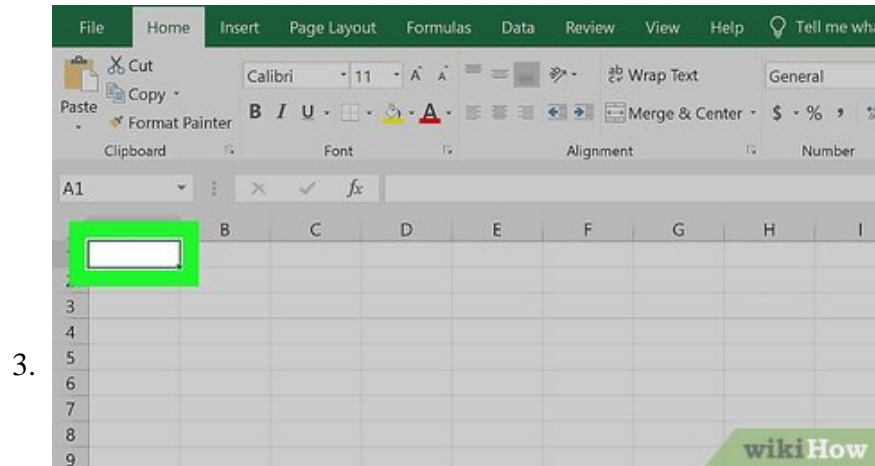 File Home Insert Page Layout Formulas Data Review View Help Tell me wh
Cut
Copy
Paste
Format Painter
Calibri 11 A A
B I U A
Wrap Text
Merge & Center
General
$ % ,
Clipboard Font Alignment Number
A1 fx
B C D E F G H I
3
4
5
6
7
8
9
3.
wikiHow